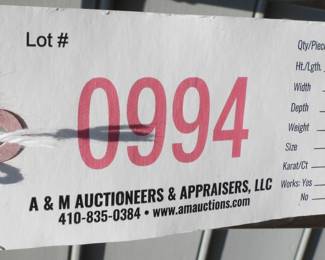 Lot #
0994
A & M AUCTIONEERS & APPRAISERS, LLC
410-835-0384 • www.amauctions.com
Qty/Piec
Ht./Lgth.
Width
Depth
Weight
Size
Karat/Ct
Works: Yes
No